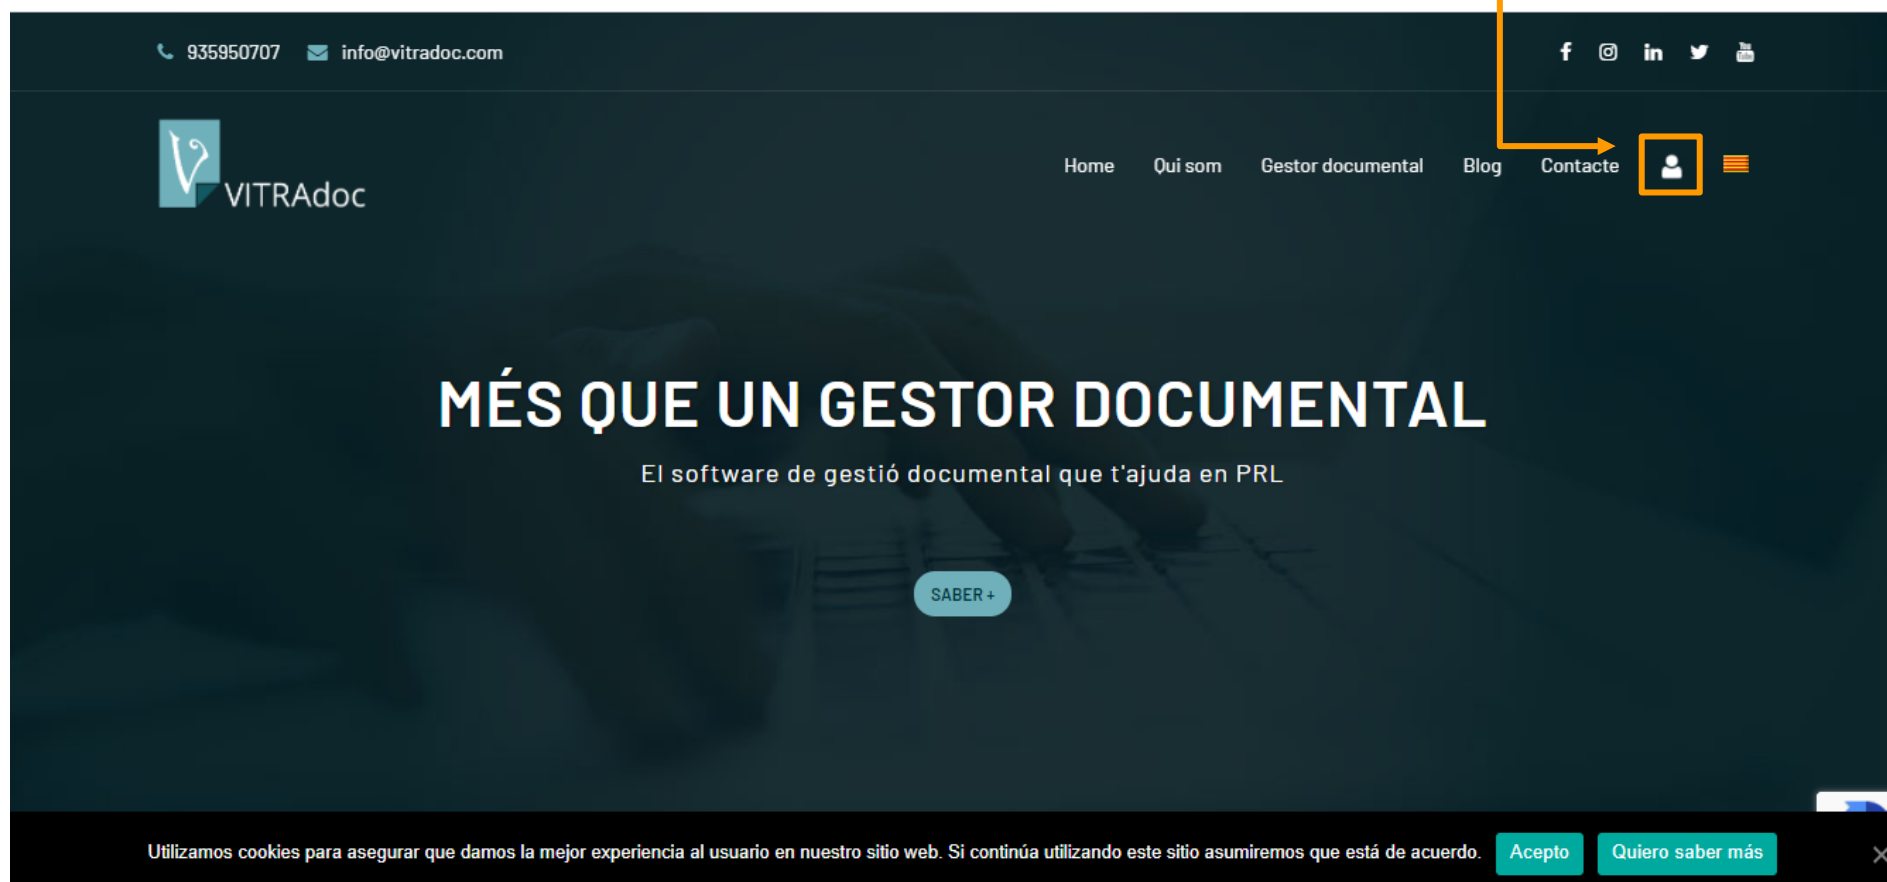 935950707 info@vitradoc.com
VITRAdoc
Home Qui som Gestor documental Blog Contacte
MÉS QUE UN GESTOR DOCUMENTAL
El software de gestió documental que t'ajuda en PRL
SABER +
Utilizamos cookies para asegurar que damos la mejor experiencia al usuario en nuestro sitio web. Si continúa utilizando este sitio asumiremos que está de acuerdo. Acepto Quiero saber más